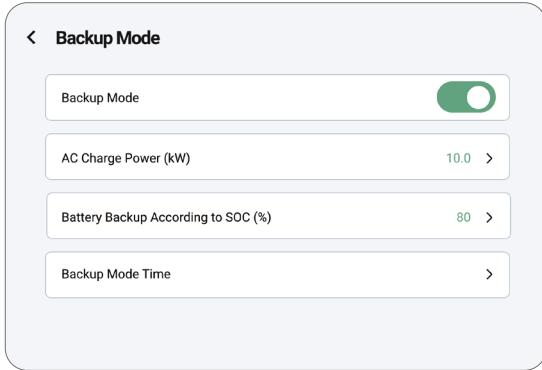 Backup Mode
Backup Mode
AC Charge Power (kW) 10.0
Battery Backup According to SOC (%) 80
Backup Mode Time